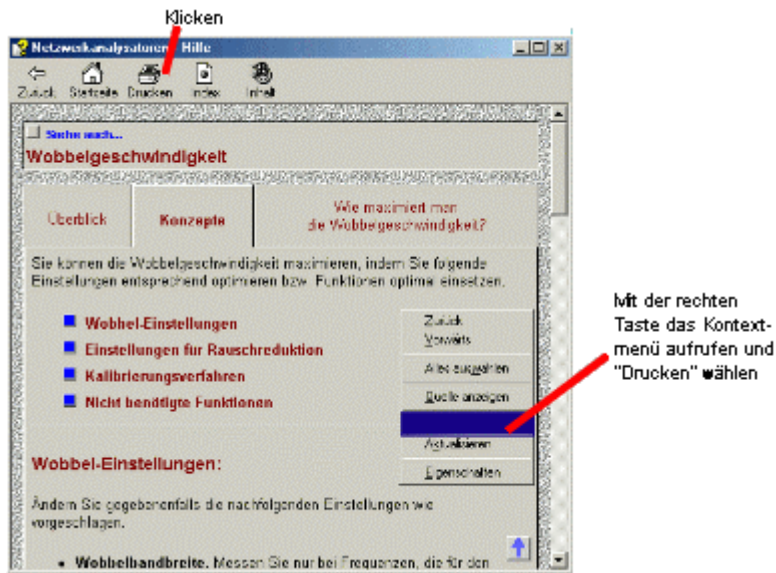 Klicken
Netzwerkanalysatoren Hilfe
Zurück Startseite Drucken Index Inhalt
Siehe auch...
Wobbelgeschwindigkeit
Überblick
Konzepte
Wie maximiert man
die Wobbelgeschwindigkeit?
Sie können die Wobbelgeschwindigkeit maximieren, indem Sie folgende
Einstellungen entsprechend optimieren bzw. Funktionen optimal einsetzen.
Wobbel-Einstellungen
Einstellungen für Rauschreduktion
Kalibrierungsverfahren
Nicht benötigte Funktionen
Zurück
Vorwärts
Alles auswählen
Quelle anzeigen
Aktualisieren
Eigenschaften
Mit der rechten
Taste das Kontext-
menü aufrufen und
"Drucken" wählen
Wobbel-Einstellungen:
Ändern Sie gegebenenfalls die nachfolgenden Einstellungen wie
vorgeschlagen.
• Wobbelbandbreite. Messen Sie nur bei Frequenzen, die für den